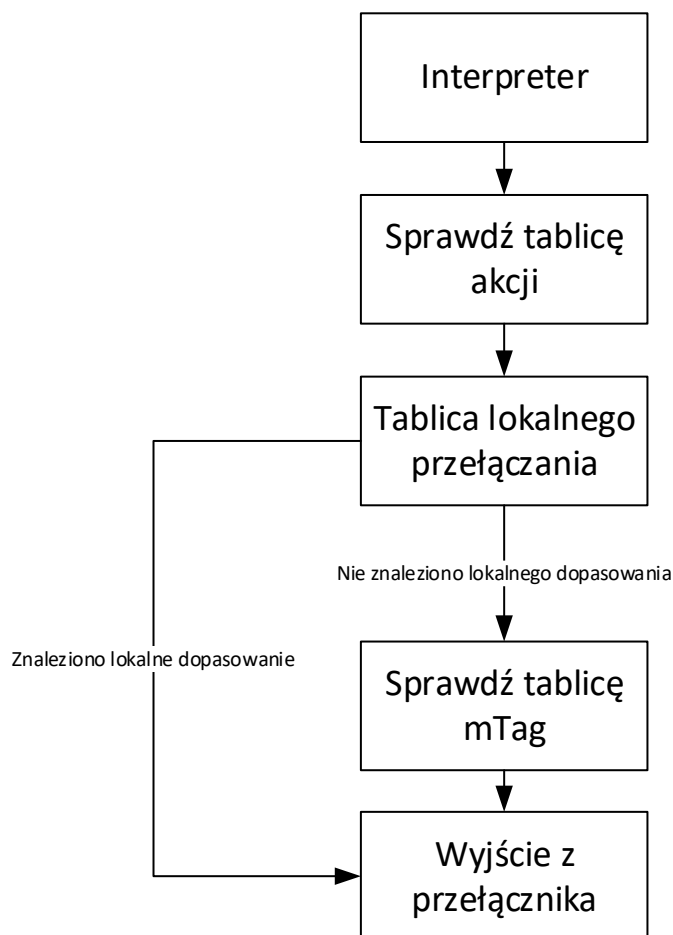 Interpreter
Sprawdź tablicę
akcji
Tablica lokalnego
przełączania
Nie znaleziono lokalnego dopasowania
Znaleziono lokalne dopasowanie
Sprawdź tablicę
mTag
Wyjście z
przełącznika